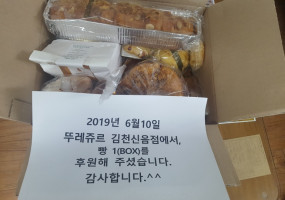 2019년 6월10일
뚜레쥬르 김천신음점에서,
빵 1(BOX)를
후원해 주셨습니다.
감사합니다.^^